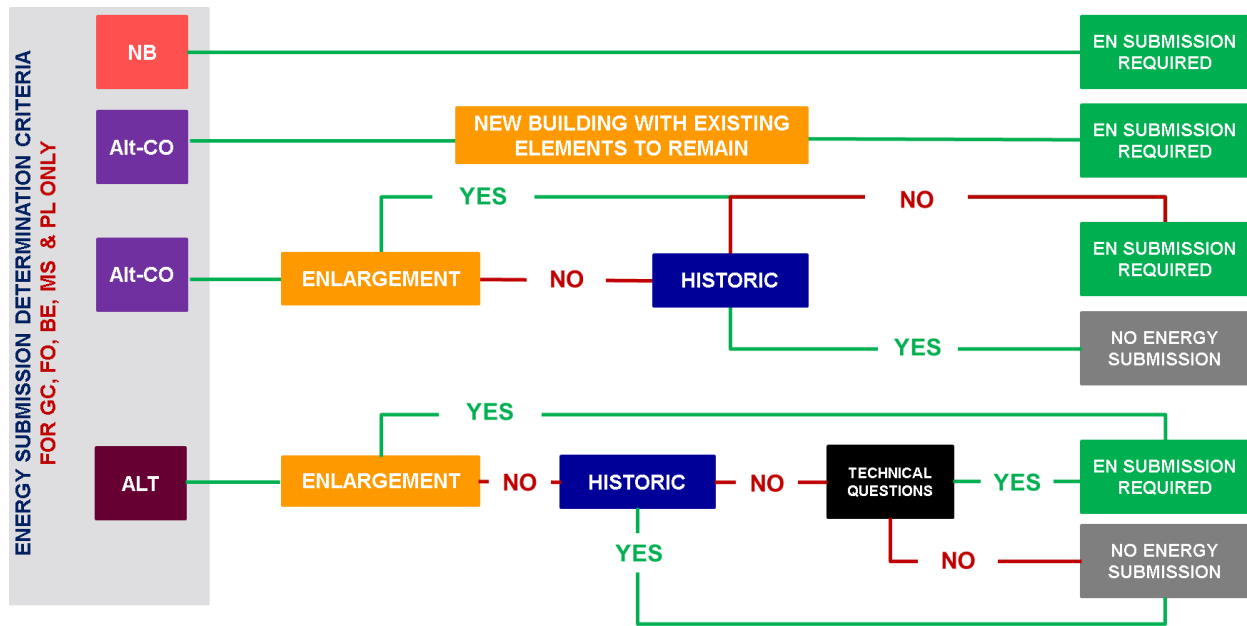 ENERGY SUBMISSION DETERMINATION CRITERIA
FOR GC, FO, BE, MS & PL ONLY
NB
EN SUBMISSION
REQUIRED
Alt-CO
NEW BUILDING WITH EXISTING
ELEMENTS TO REMAIN
EN SUBMISSION
REQUIRED
YES
NO
Alt-CO
ENLARGEMENT
NO
HISTORIC
EN SUBMISSION
REQUIRED
YES
NO ENERGY
SUBMISSION
YES
ALT
ENLARGEMENT
NO
HISTORIC
NO
TECHNICAL
QUESTIONS
YES
EN SUBMISSION
REQUIRED
YES
NO
NO ENERGY
SUBMISSION